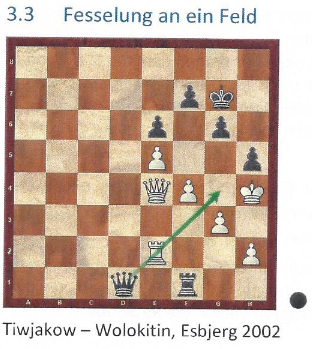 3.3 Fesselung an ein Feld
8
7
6
5
4
3
2
1
A B C D E F G H
Tiwjakow – Wolokitin, Esbjerg 2002